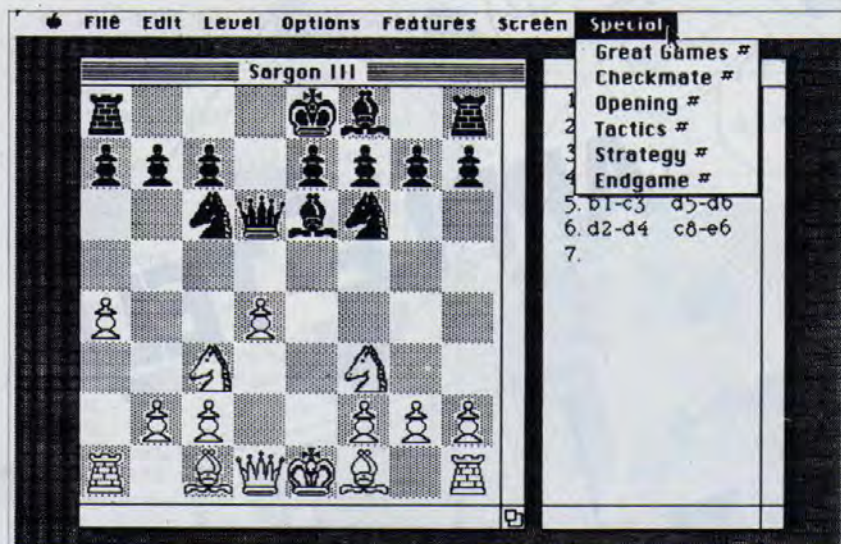 File Edit Level Options Features Screen Special
Sargon III
Great Games #
Checkmate #
Opening #
Tactics #
Strategy #
Endgame #
1
2
3
4
5. b1-c3 d5-d6
6. d2-d4 c8-e6
7.